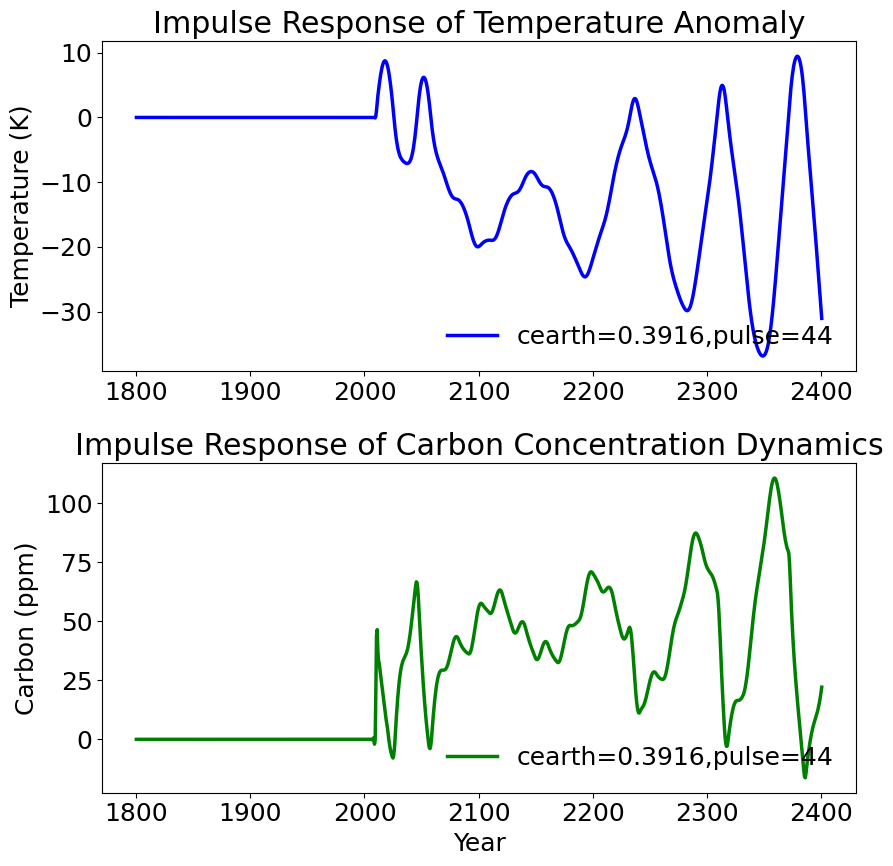 Impulse Response of Temperature Anomaly
Temperature (K)
10
0
−10
−20
−30
cearth=0.3916,pulse=44
1800 1900 2000 2100 2200 2300 2400
Impulse Response of Carbon Concentration Dynamics
Carbon (ppm)
100
75
50
25
0
cearth=0.3916,pulse=44
1800 1900 2000 2100 2200 2300 2400
Year